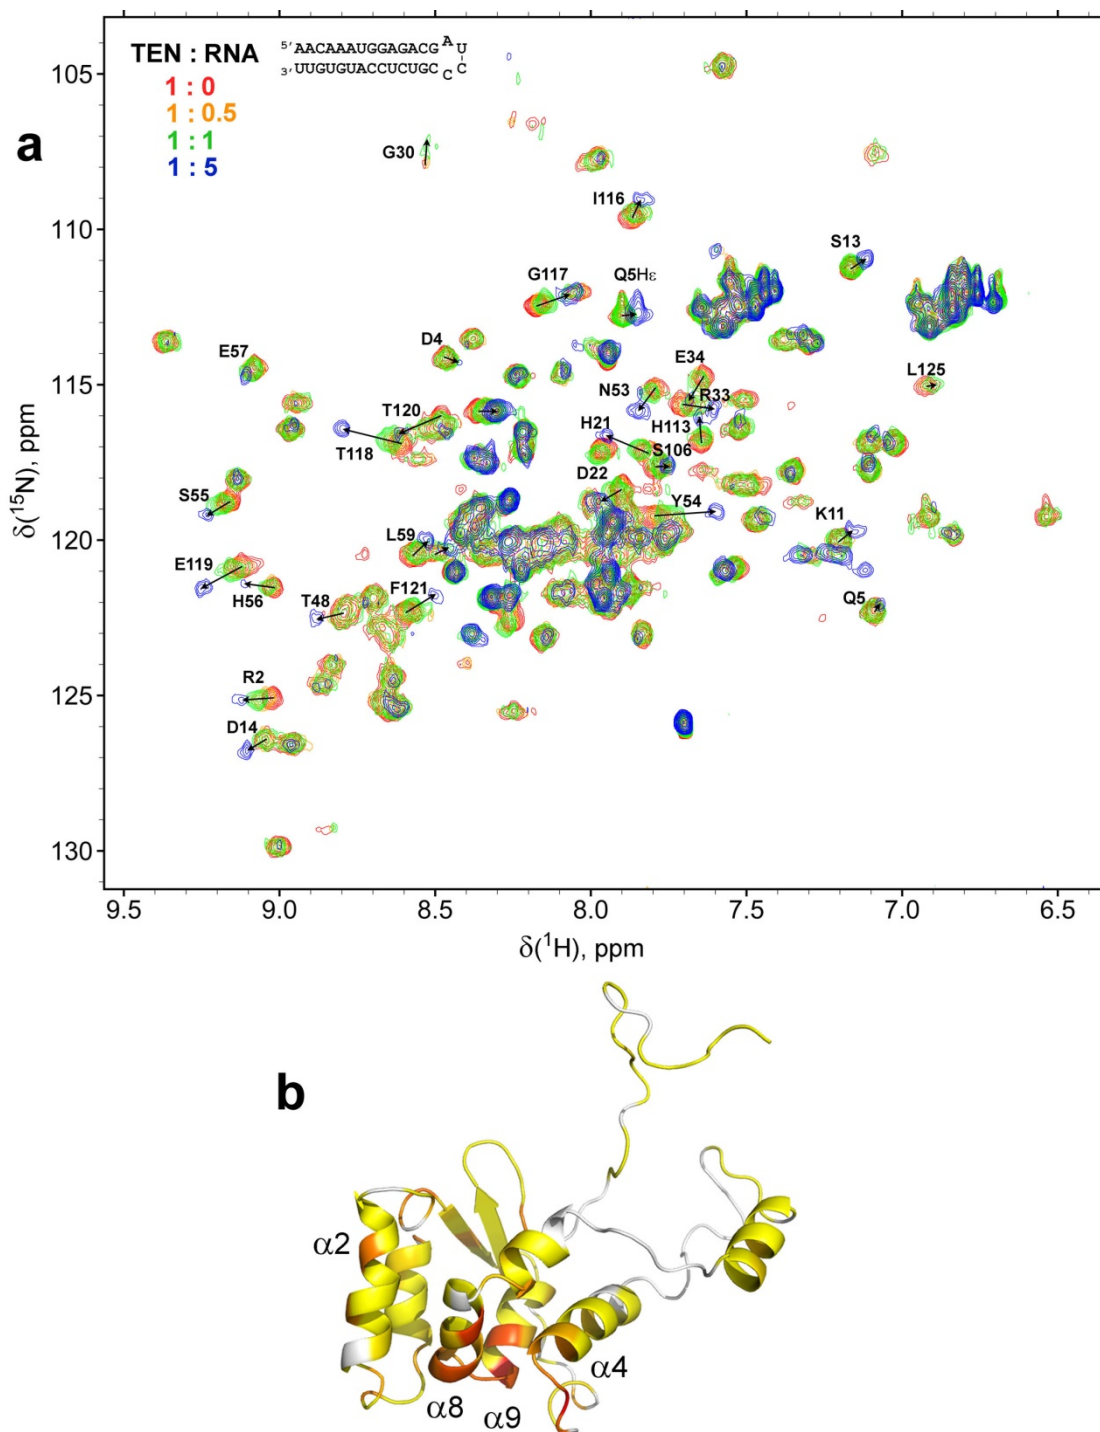 a
TEN : RNA
1 : 0
1 : 0.5
1 : 1
1 : 5
5' AACAAAUGGAGACG A U
3' UUGUGUACCUCUGC C C
G30
I116
S13
G117
Q5Hε
D4
E57
E34
L125
N53
R33
T120
H21
H113
T118
S106
D22
S55
Y54
K11
L59
E119
H56
T48
F121
Q5
R2
D14
105
110
115
120
125
130
δ(¹⁵N), ppm
9.5 9.0 8.5 8.0 7.5 7.0 6.5
δ(¹H), ppm
b
α2
α8
α9
α4